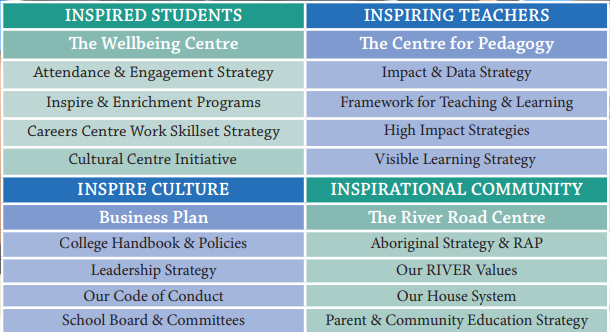 INSPIRED STUDENTS
The Wellbeing Centre
Attendance & Engagement Strategy
Inspire & Enrichment Programs
Careers Centre Work Skillset Strategy
Cultural Centre Initiative
INSPIRING TEACHERS
The Centre for Pedagogy
Impact & Data Strategy
Framework for Teaching & Learning
High Impact Strategies
Visible Learning Strategy
INSPIRE CULTURE
Business Plan
College Handbook & Policies
Leadership Strategy
Our Code of Conduct
School Board & Committees
INSPIRATIONAL COMMUNITY
The River Road Centre
Aboriginal Strategy & RAP
Our RIVER Values
Our House System
Parent & Community Education Strategy